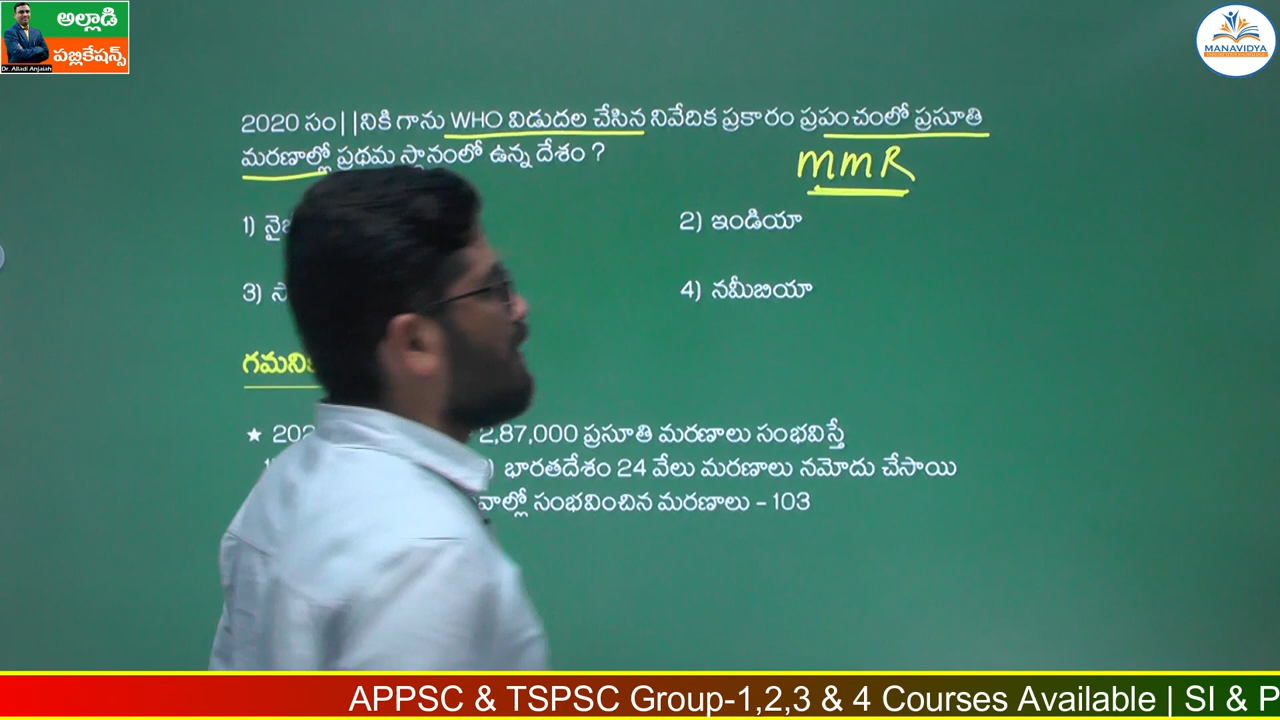 అల్లాడి
పబ్లికేషన్స్
Dr. Alladi Anjaiah
MANAVIDYA
2020 సం||నికి గాను WHO విడుదల చేసిన నివేదిక ప్రకారం ప్రపంచంలో ప్రసూతి
మరణాల్లో ప్రథమ స్థానంలో ఉన్న దేశం ?
MMR
1)
2) ఇండియా
3)
4) నమీబియా
★ 2,87,000 ప్రసూతి మరణాలు సంభవిస్తే
భారతదేశం 24 వేలు మరణాలు నమోదు చేసాయి
సంభవించిన మరణాలు – 103
APPSC & TSPSC Group-1,2,3 & 4 Courses Available | SI &